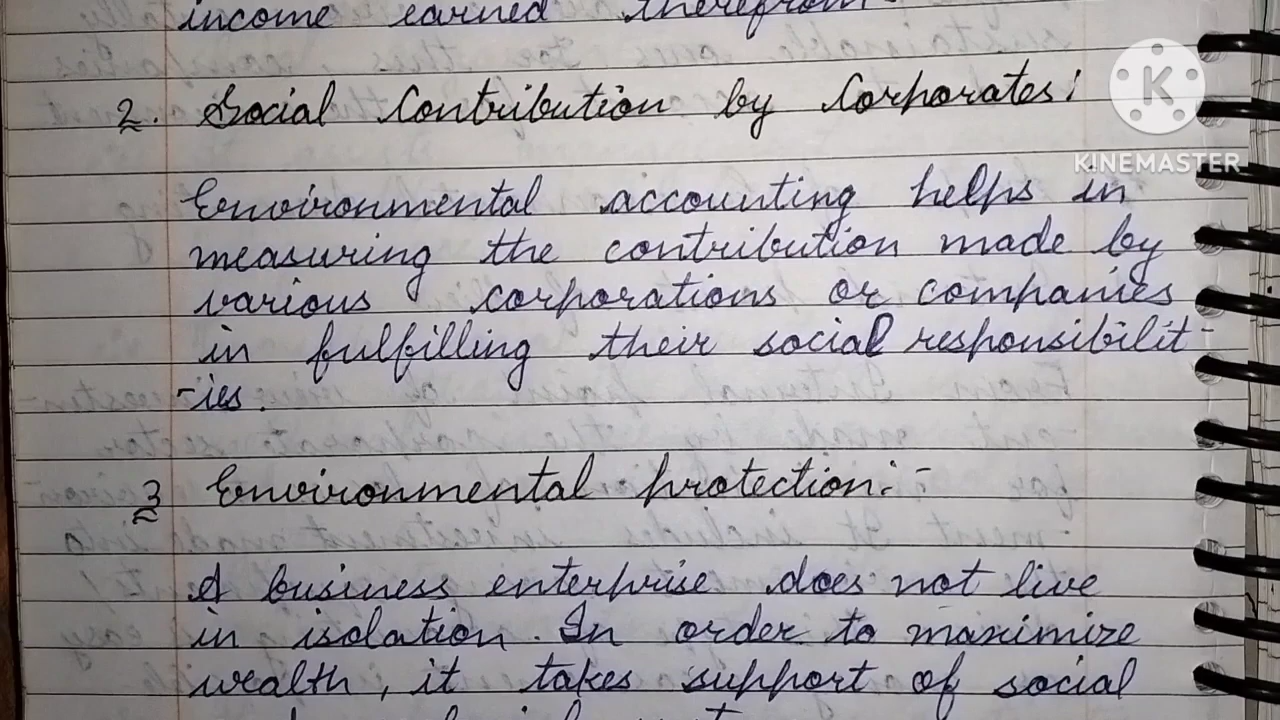 income earned therefrom.
2. Social Contribution by Corporates:
K
KINEMASTER
Environmental accounting helps in
measuring the contribution made by
various corporations or companies
in fulfilling their social responsibilit-
-ies.
3 Environmental protection:-
A business enterprise does not live
in isolation. In order to maximize
wealth, it takes support of social